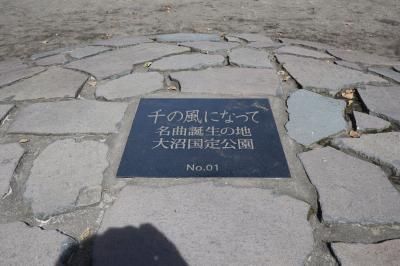 千の風になって
名曲誕生の地
大沼国定公園
No.01